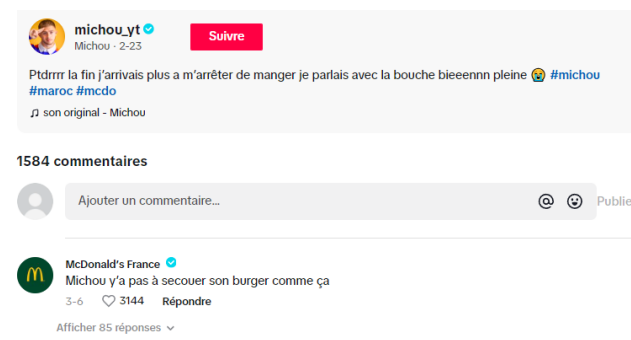 michou_yt
Michou · 2-23
Suivre
Ptdrrrr la fin j’arrivais plus a m’arrêter de manger je parlais avec la bouche bieeennn pleine 😭 #michou
#maroc #mcdo
♫ son original - Michou
1584 commentaires
Ajouter un commentaire...
@
Publie
McDonald's France
Michou y’a pas à secouer son burger comme ça
3-6 3144 Répondre
Afficher 85 réponses